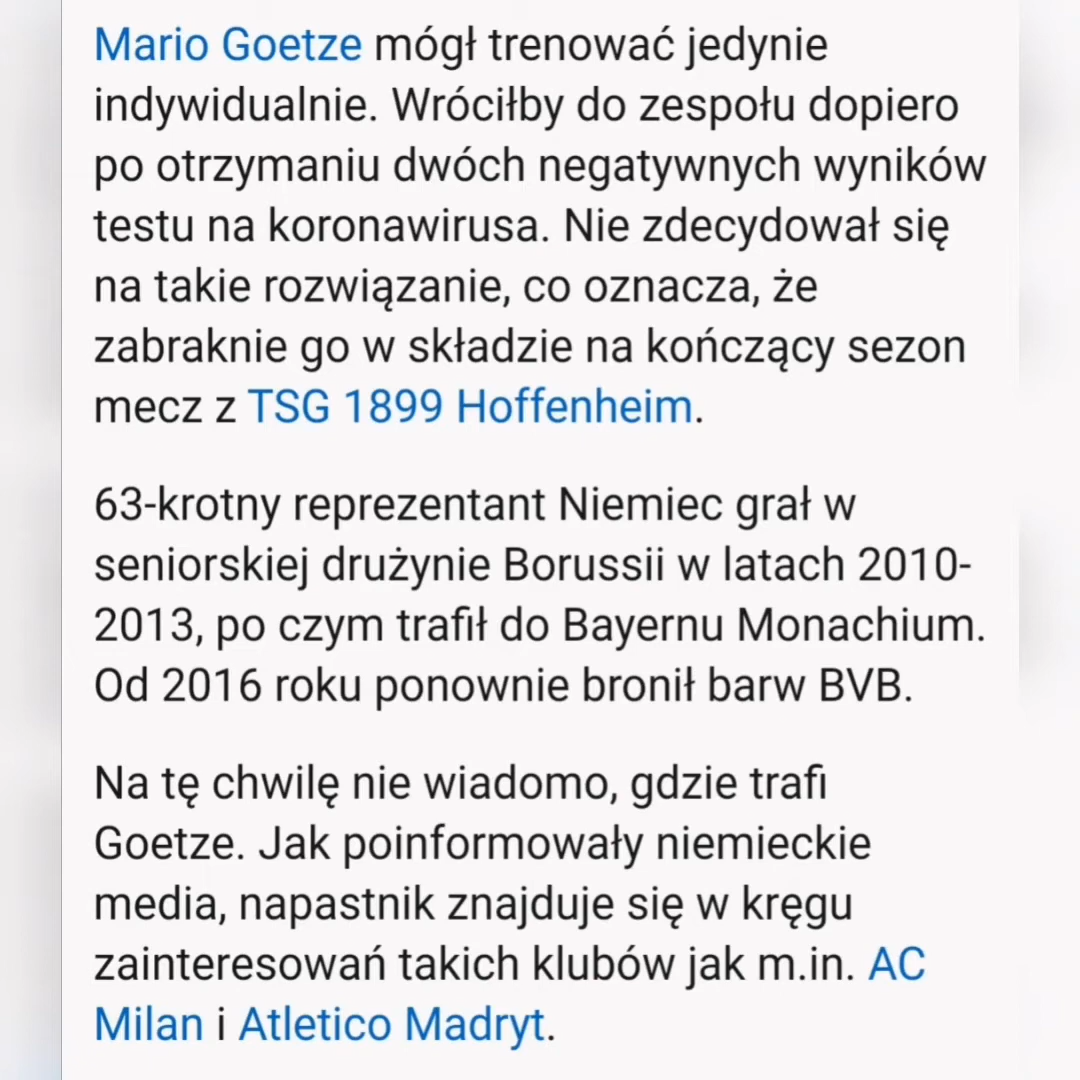 Mario Goetze mógł trenować jedynie
indywidualnie. Wróciłby do zespołu dopiero
po otrzymaniu dwóch negatywnych wyników
testu na koronawirusa. Nie zdecydował się
na takie rozwiązanie, co oznacza, że
zabraknie go w składzie na kończący sezon
mecz z TSG 1899 Hoffenheim.
63-krotny reprezentant Niemiec grał w
seniorskiej drużynie Borussii w latach 2010-
2013, po czym trafił do Bayernu Monachium.
Od 2016 roku ponownie bronił barw BVB.
Na tę chwilę nie wiadomo, gdzie trafi
Goetze. Jak poinformowały niemieckie
media, napastnik znajduje się w kręgu
zainteresowań takich klubów jak m.in. AC
Milan i Atletico Madryt.